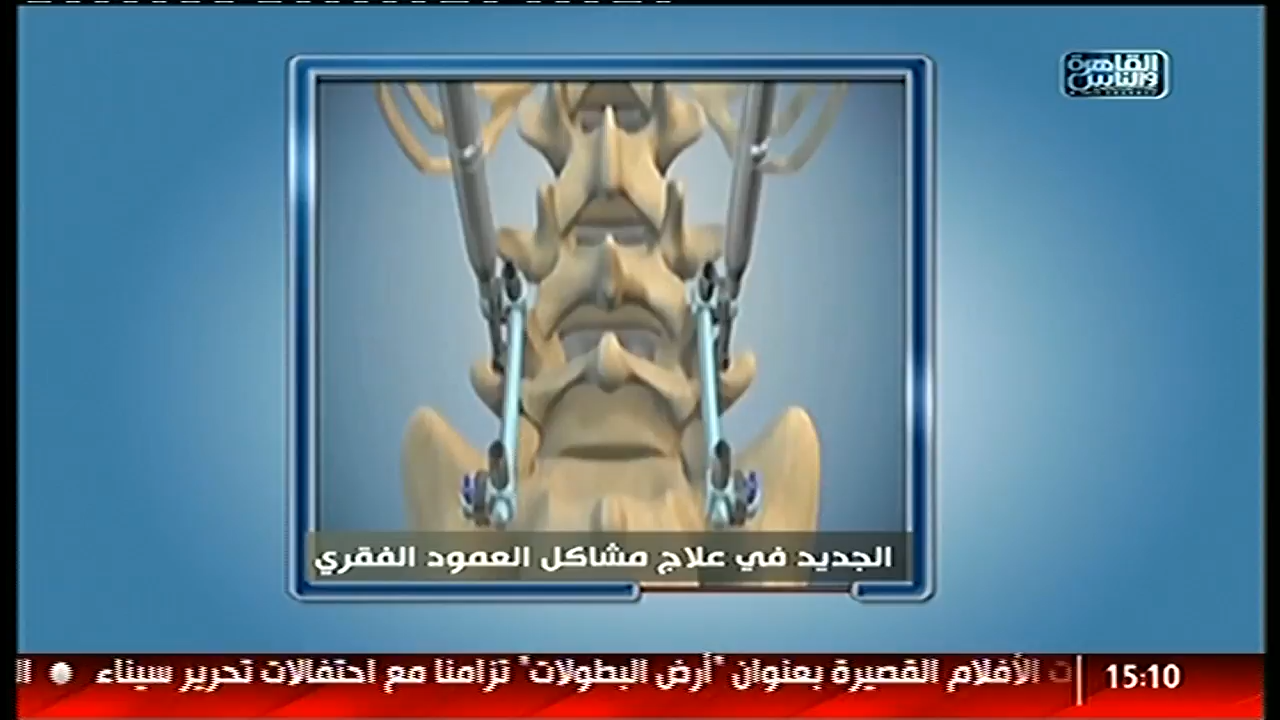 القاهرة
والناس
الجديد في علاج مشاكل العمود الفقري
الأفلام القصيرة بعنوان "أرض البطولات" تزامنا مع احتفالات تحرير سيناء
15:10